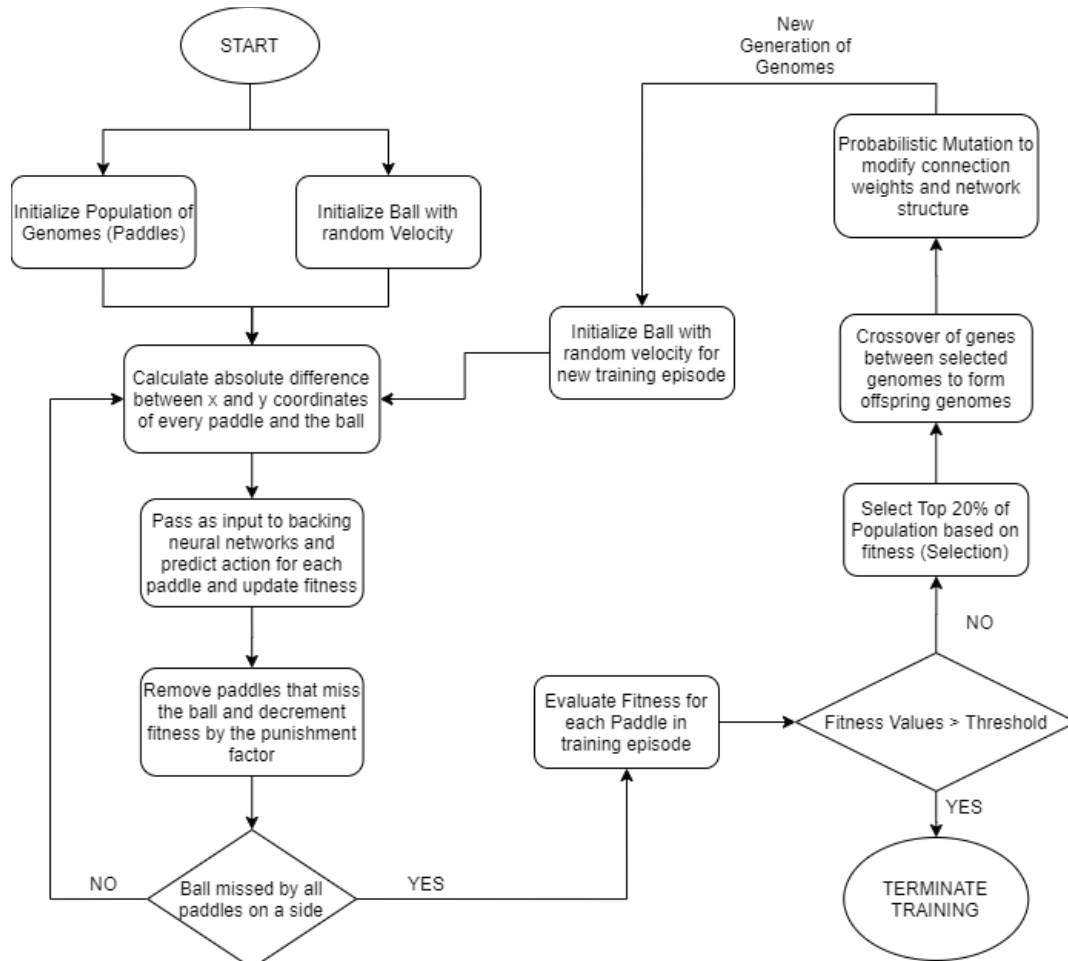 START
Initialize Population of
Genomes (Paddles)
Initialize Ball with
random Velocity
Calculate absolute difference
between x and y coordinates
of every paddle and the ball
Pass as input to backing
neural networks and
predict action for each
paddle and update fitness
Remove paddles that miss
the ball and decrement
fitness by the punishment
factor
Ball missed by all
paddles on a side
NO
YES
Evaluate Fitness for
each Paddle in
training episode
Fitness Values > Threshold
YES
TERMINATE
TRAINING
NO
Select Top 20% of
Population based on
fitness (Selection)
Crossover of genes
between selected
genomes to form
offspring genomes
Probabilistic Mutation to
modify connection
weights and network
structure
New
Generation of
Genomes
Initialize Ball with
random velocity for
new training episode